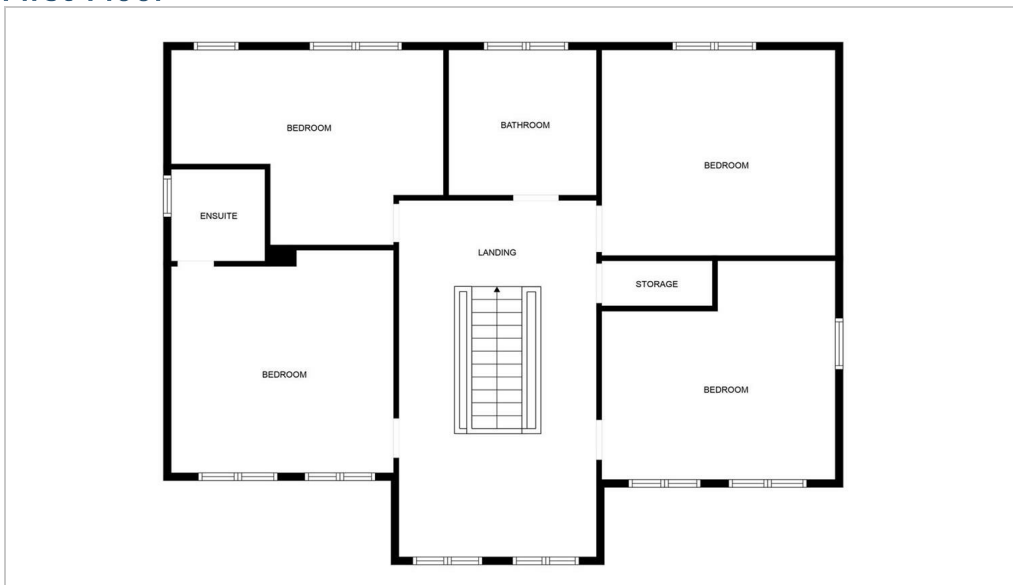 First Floor
BEDROOM
BATHROOM
BEDROOM
ENSUITE
LANDING
STORAGE
BEDROOM
BEDROOM